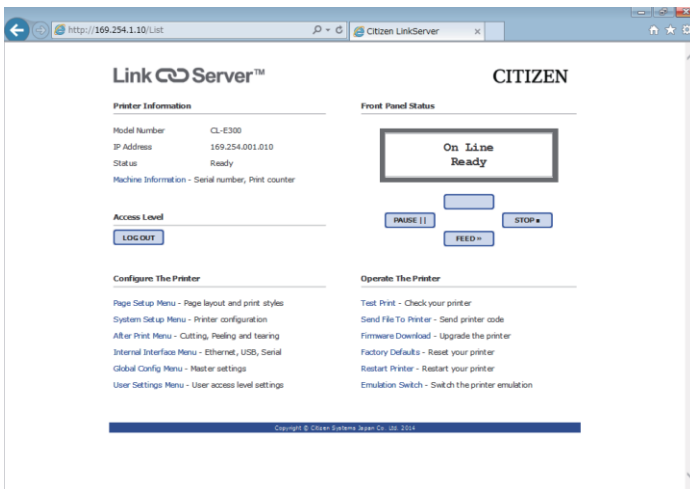 http://169.254.1.10/List
Citizen LinkServer
Link Server™
CITIZEN
Printer Information
Model Number CL-E300
IP Address 169.254.001.010
Status Ready
Machine Information - Serial number, Print counter
Front Panel Status
On Line
Ready
PAUSE ||
STOP ■
FEED »
Access Level
LOG OUT
Configure The Printer
Page Setup Menu - Page layout and print styles
System Setup Menu - Printer configuration
After Print Menu - Cutting, Peeling and tearing
Internal Interface Menu - Ethernet, USB, Serial
Global Config Menu - Master settings
User Settings Menu - User access level settings
Operate The Printer
Test Print - Check your printer
Send File To Printer - Send printer code
Firmware Download - Upgrade the printer
Factory Defaults - Reset your printer
Restart Printer - Restart your printer
Emulation Switch - Switch the printer emulation
Copyright © Citizen Systems Japan Co. Ltd. 2014